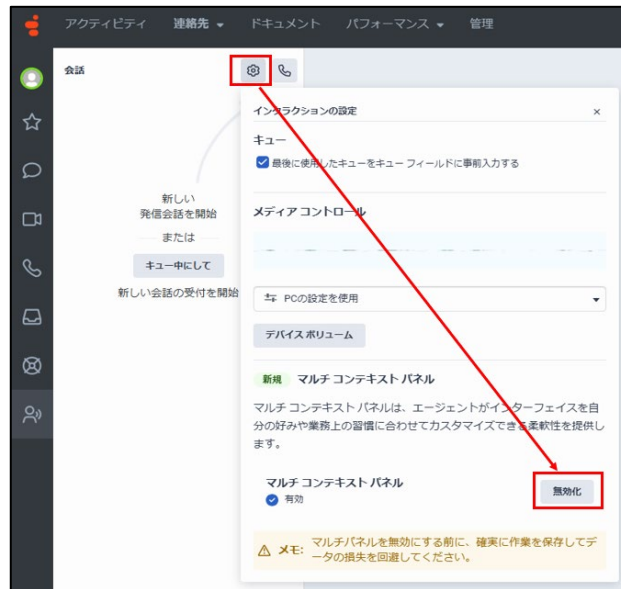 アクティビティ 連絡先 ドキュメント パフォーマンス 管理
会話
インタラクションの設定 ×
キュー
最後に使用したキューをキュー フィールドに事前入力する
新しい
発信会話を開始
または
キュー中にして
新しい会話の受付を開始
メディア コントロール
PCの設定を使用
デバイス ボリューム
新規 マルチ コンテキスト パネル
マルチ コンテキスト パネルは、エージェントがインターフェイスを自
分の好みや業務上の習慣に合わせてカスタマイズできる柔軟性を提供し
ます。
マルチ コンテキスト パネル
有効
無効化
メモ: マルチパネルを無効にする前に、確実に作業を保存してデ
ータの損失を回避してください。